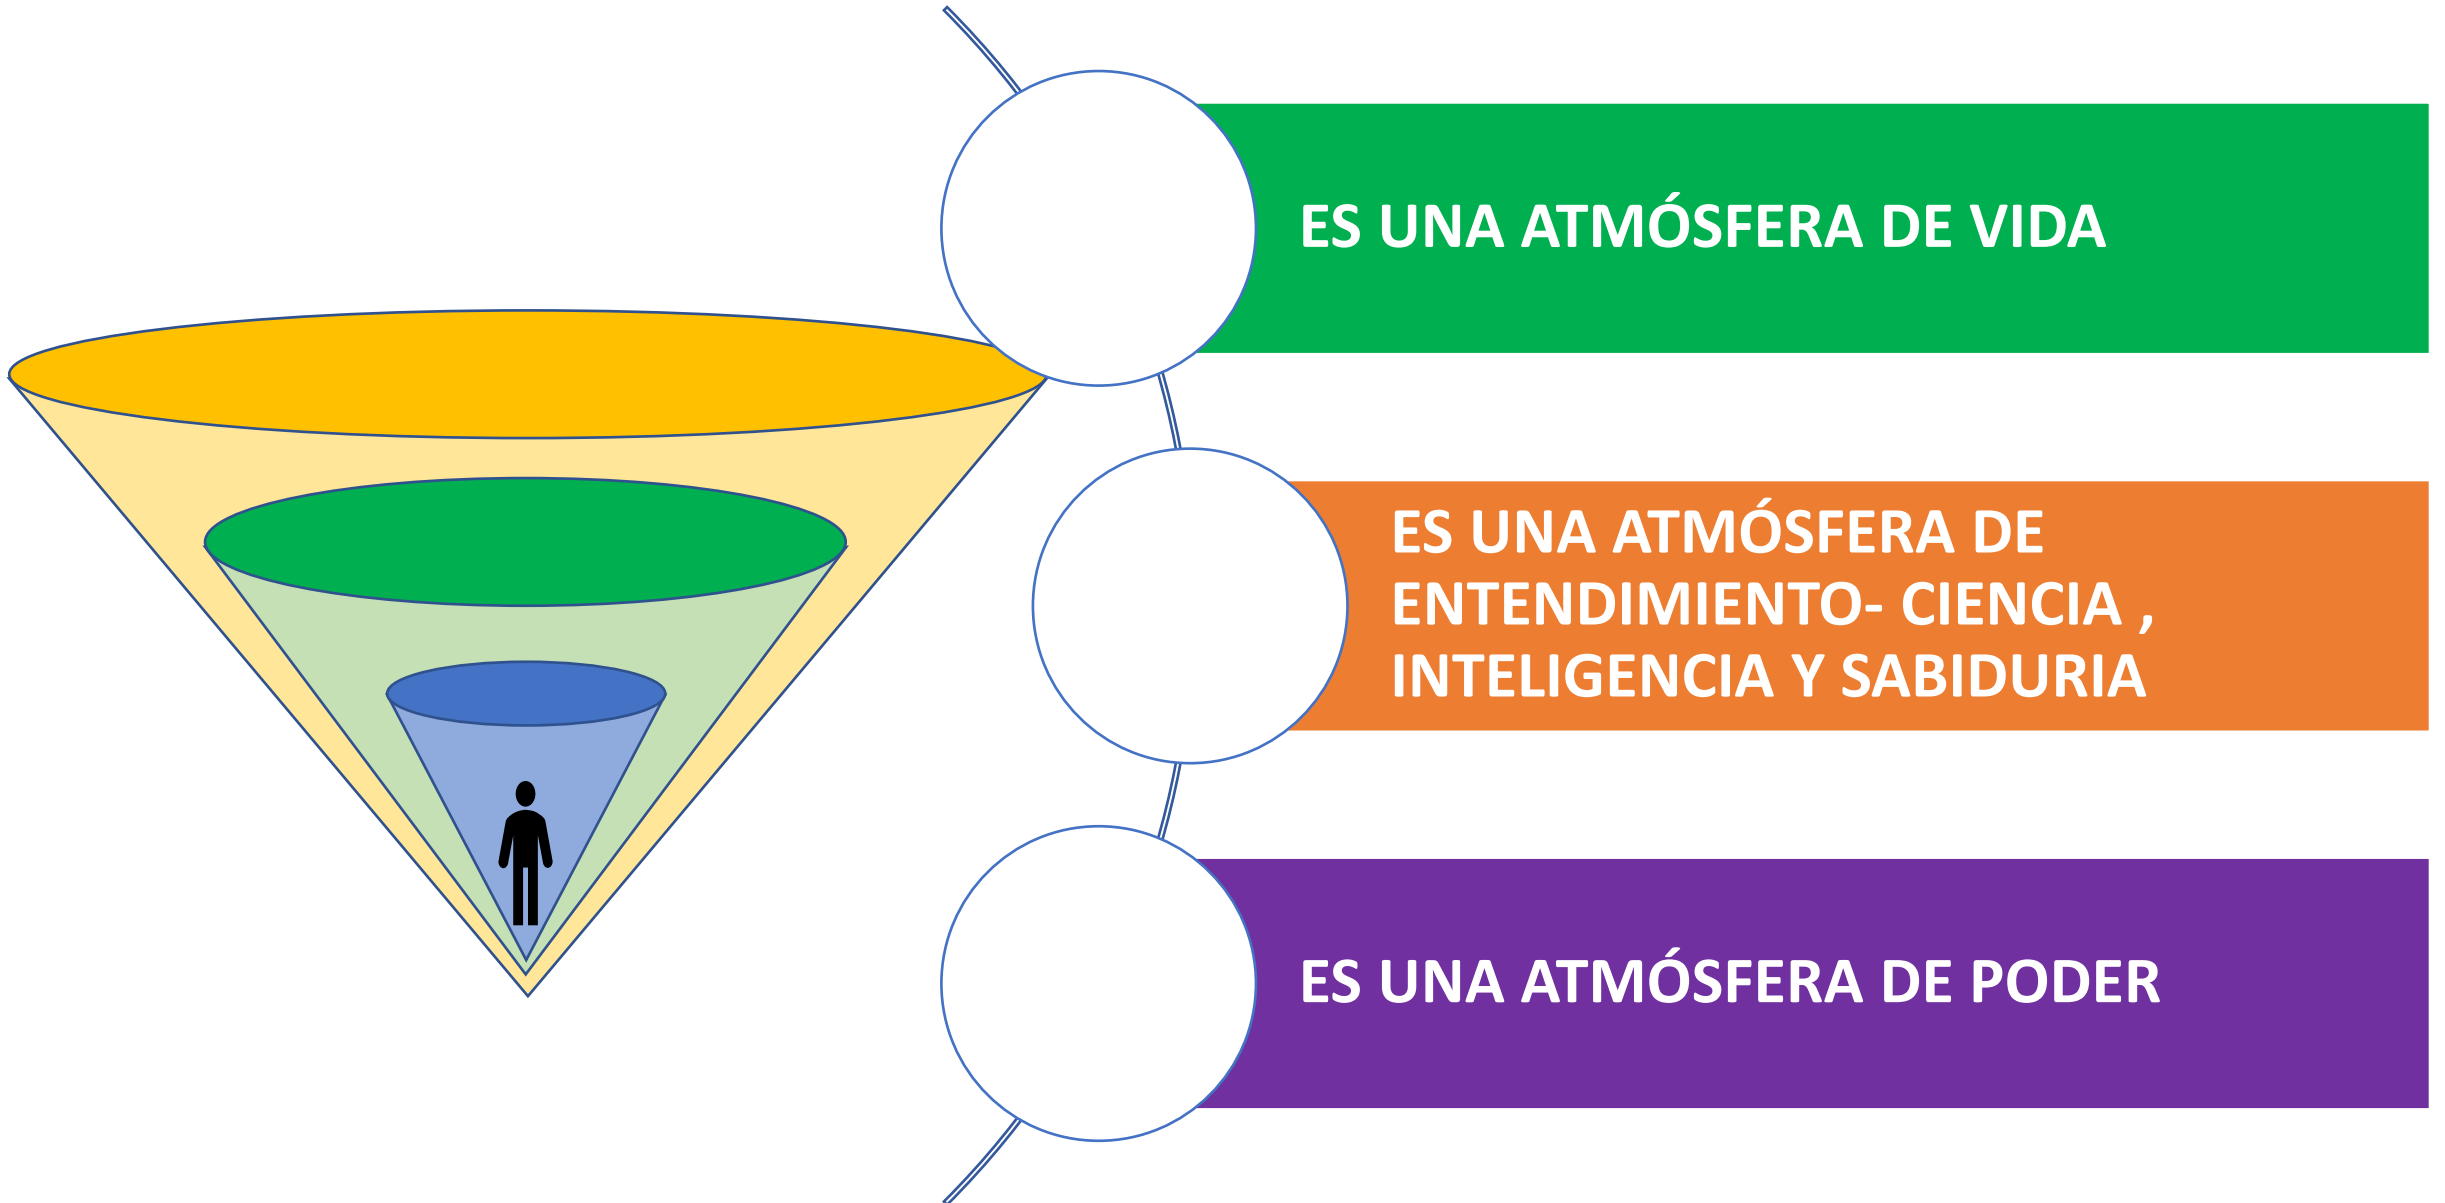 ES UNA ATMÓSFERA DE VIDA
ES UNA ATMÓSFERA DE
ENTENDIMIENTO- CIENCIA ,
INTELIGENCIA Y SABIDURIA
ES UNA ATMÓSFERA DE PODER